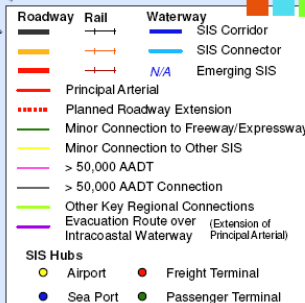 Roadway Rail Waterway
SIS Corridor
SIS Connector
N/A Emerging SIS
Principal Arterial
Planned Roadway Extension
Minor Connection to Freeway/Expressway
Minor Connection to Other SIS
> 50,000 AADT
> 50,000 AADT Connection
Other Key Regional Connections
Evacuation Route over (Extension of
Intracoastal Waterway Principal Arterial)
SIS Hubs
Airport Freight Terminal
Sea Port Passenger Terminal